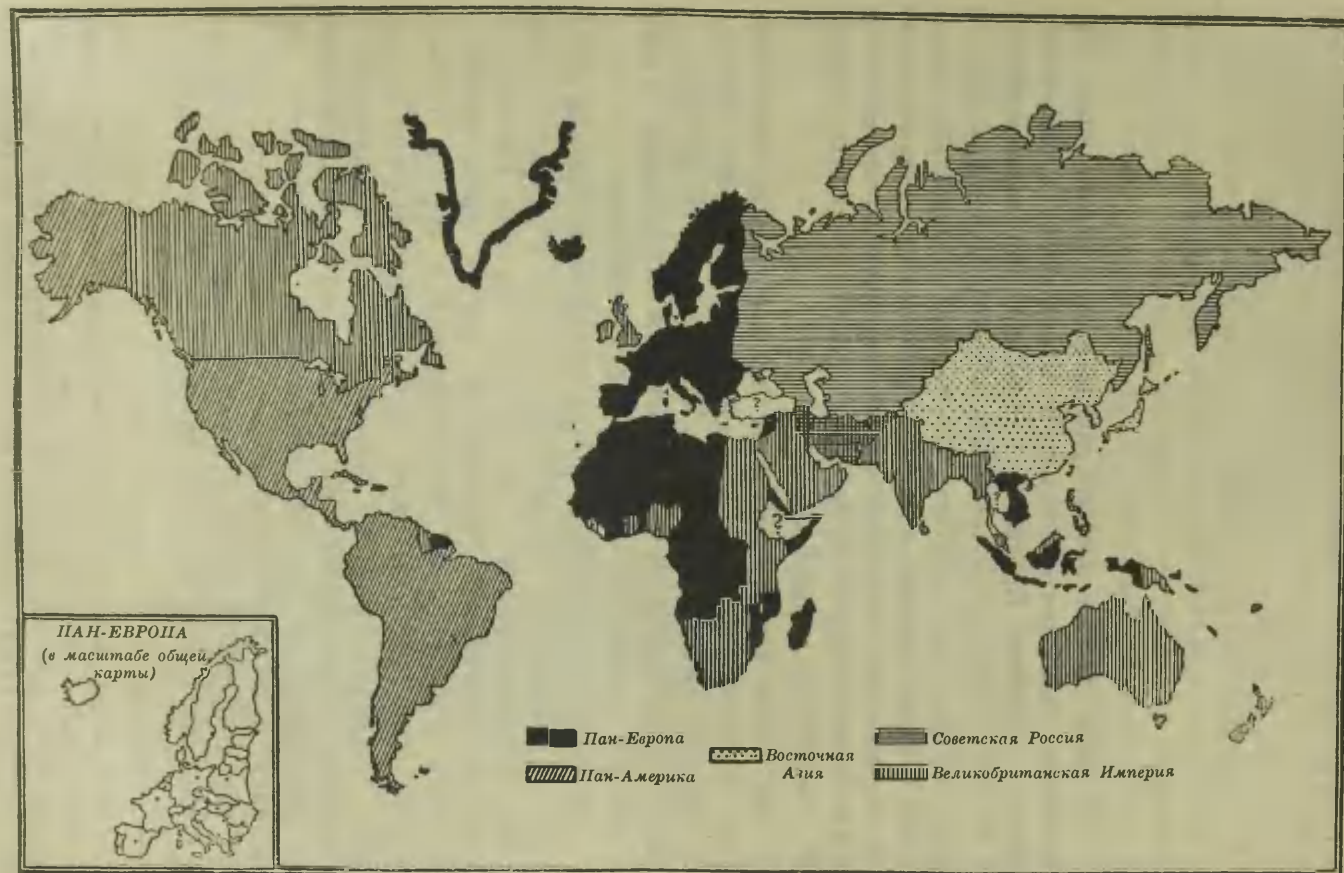 ?
?
?
ПАН-ЕВРОПА
(в масштабе общей
карты)
Пан-Европа
Пан-Америка
Восточная
Азия
Советская Россия
Великобританская Империя